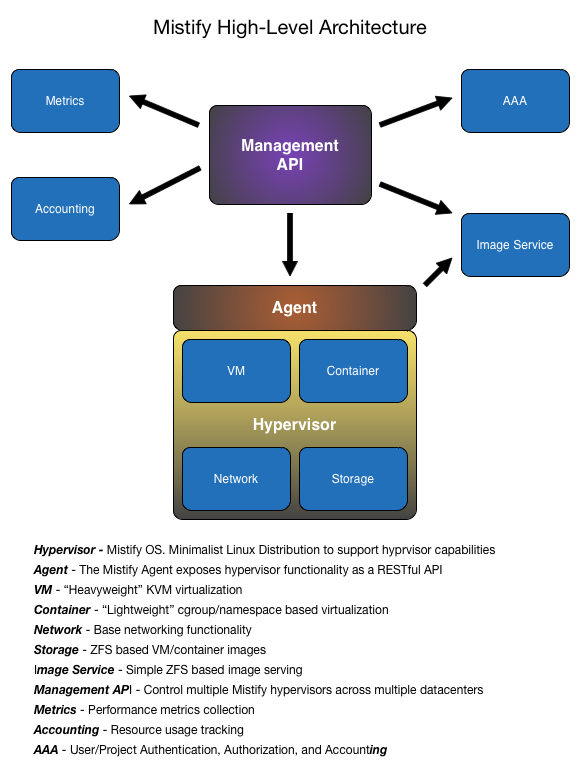 Mistify High-Level Architecture
Metrics
AAA
Management
API
Accounting
Image Service
Agent
VM
Container
Hypervisor
Network
Storage
Hypervisor - Mistify OS. Minimalist Linux Distribution to support hyprvisor capabilities
Agent - The Mistify Agent exposes hypervisor functionality as a RESTful API
VM - “Heavyweight” KVM virtualization
Container - “Lightweight” cgroup/namespace based virtualization
Network - Base networking functionality
Storage - ZFS based VM/container images
Image Service - Simple ZFS based image serving
Management API - Control multiple Mistify hypervisors across multiple datacenters
Metrics - Performance metrics collection
Accounting - Resource usage tracking
AAA - User/Project Authentication, Authorization, and Accounting